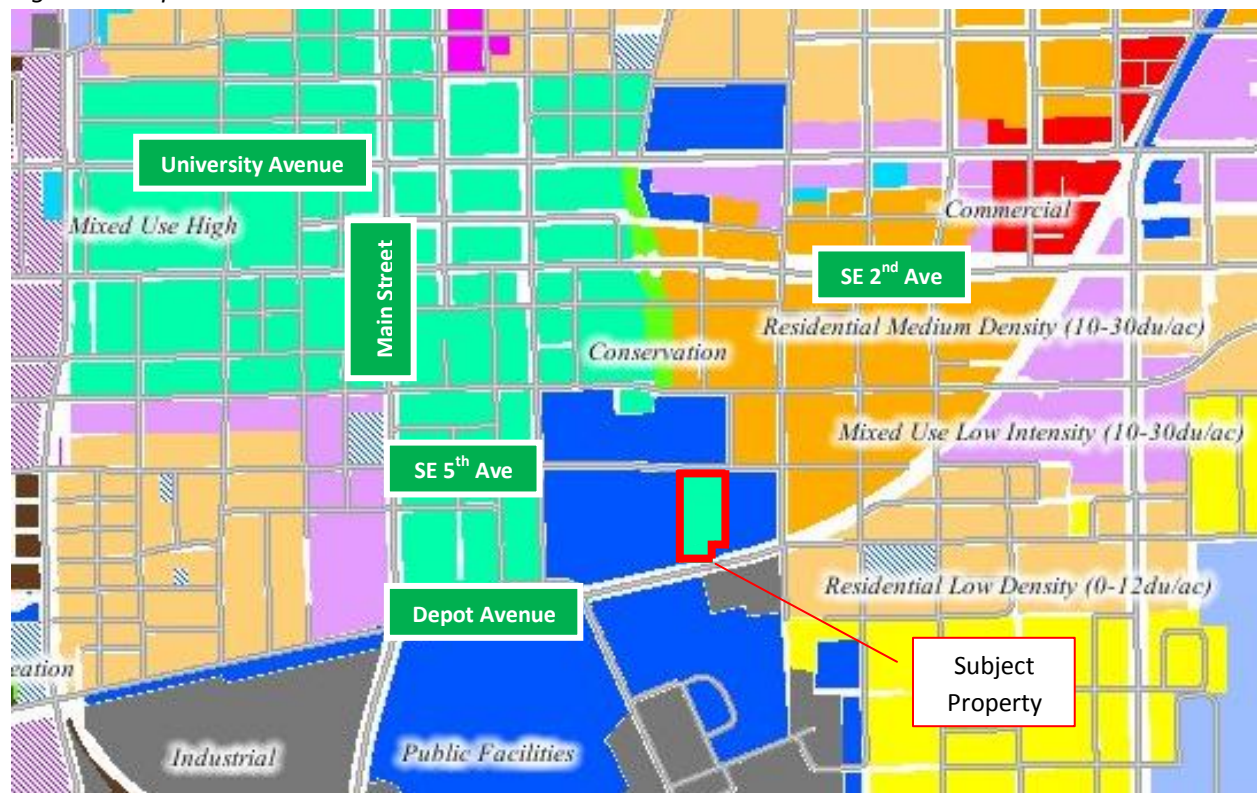 University Avenue
Mixed Use High
Commercial
Main Street
SE 2nd Ave
Residential Medium Density (10-30du/ac)
Conservation
Mixed Use Low Intensity (10-30du/ac)
SE 5th Ave
Residential Low Density (0-12du/ac)
Depot Avenue
Subject
Property
eation
Industrial
Public Facilities